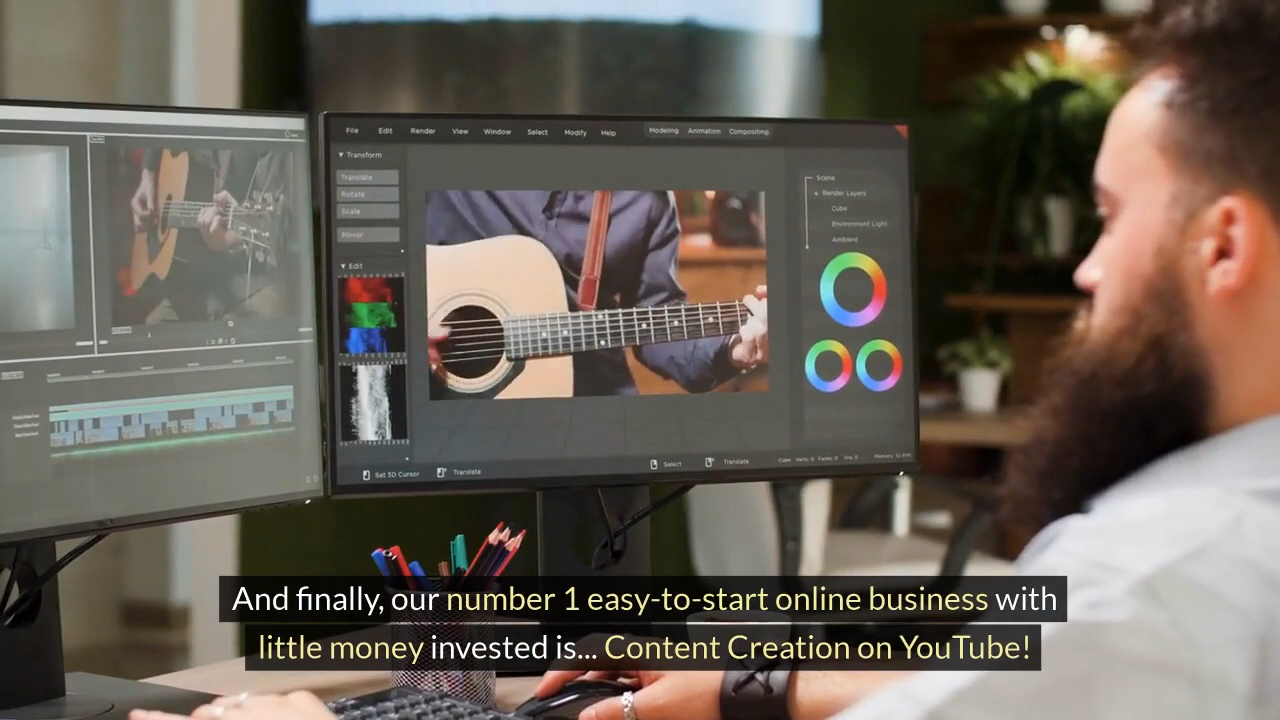 File Edit Render View Window Select Modify Help Modeling Animation Compositing
Transform
Translate
Rotate
Scale
Mirror
Edit
Scene
Render Layers
Cube
Environment Light
Ambient
Set 3D Cursor Translate Select Translate
And finally, our number 1 easy-to-start online business with
little money invested is... Content Creation on YouTube!